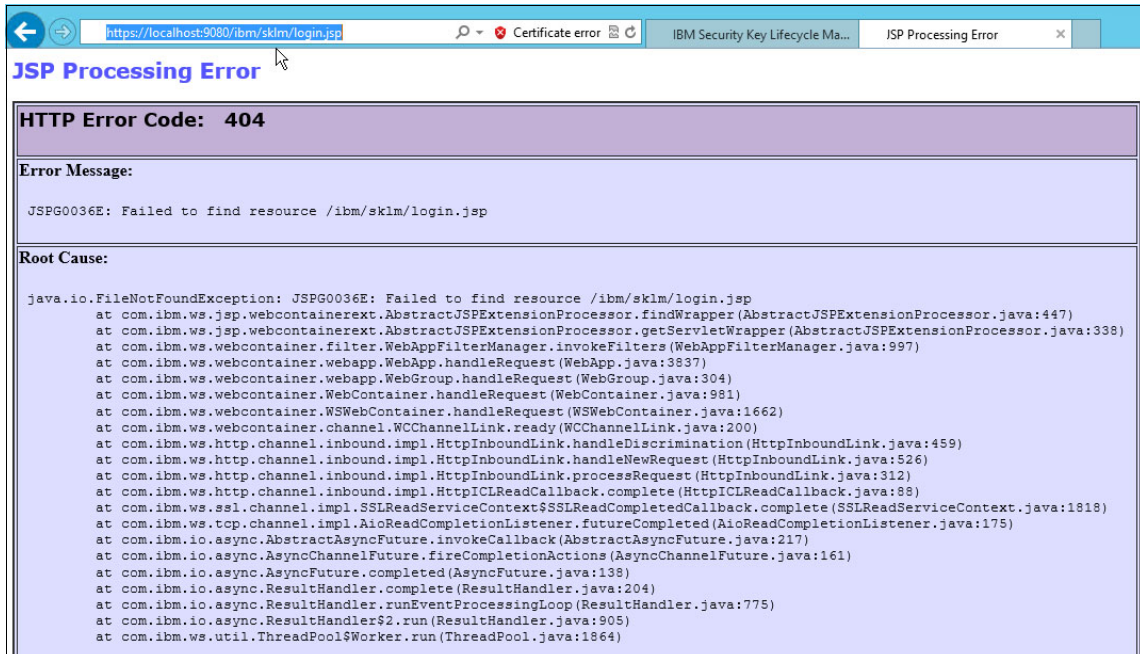 https://localhost:9080/ibm/sklm/login.jsp
Certificate error
IBM Security Key Lifecycle Ma...
JSP Processing Error
JSP Processing Error
HTTP Error Code: 404
Error Message:
JSPG0036E: Failed to find resource /ibm/sklm/login.jsp
Root Cause:
java.io.FileNotFoundException: JSPG0036E: Failed to find resource /ibm/sklm/login.jsp
at com.ibm.ws.jsp.webcontainerext.AbstractJSPExtensionProcessor.findWrapper(AbstractJSPExtensionProcessor.java:447)
at com.ibm.ws.jsp.webcontainerext.AbstractJSPExtensionProcessor.getServletWrapper(AbstractJSPExtensionProcessor.java:338)
at com.ibm.ws.webcontainer.filter.WebAppFilterManager.invokeFilters(WebAppFilterManager.java:997)
at com.ibm.ws.webcontainer.webapp.WebApp.handleRequest(WebApp.java:3837)
at com.ibm.ws.webcontainer.webapp.WebGroup.handleRequest(WebGroup.java:304)
at com.ibm.ws.webcontainer.WebContainer.handleRequest(WebContainer.java:981)
at com.ibm.ws.webcontainer.WSWebContainer.handleRequest(WSWebContainer.java:1662)
at com.ibm.ws.webcontainer.channel.WCChannelLink.ready(WCChannelLink.java:200)
at com.ibm.ws.http.channel.inbound.impl.HttpInboundLink.handleDiscrimination(HttpInboundLink.java:459)
at com.ibm.ws.http.channel.inbound.impl.HttpInboundLink.handleNewRequest(HttpInboundLink.java:526)
at com.ibm.ws.http.channel.inbound.impl.HttpInboundLink.processRequest(HttpInboundLink.java:312)
at com.ibm.ws.http.channel.inbound.impl.HttpICLReadCallback.complete(HttpICLReadCallback.java:88)
at com.ibm.ws.ssl.channel.impl.SSLReadServiceContext$SSLReadCompletedCallback.complete(SSLReadServiceContext.java:1818)
at com.ibm.ws.tcp.channel.impl.AioReadCompletionListener.futureCompleted(AioReadCompletionListener.java:175)
at com.ibm.io.async.AbstractAsyncFuture.invokeCallback(AbstractAsyncFuture.java:217)
at com.ibm.io.async.AsyncChannelFuture.fireCompletionActions(AsyncChannelFuture.java:161)
at com.ibm.io.async.AsyncFuture.completed(AsyncFuture.java:138)
at com.ibm.io.async.ResultHandler.complete(ResultHandler.java:204)
at com.ibm.io.async.ResultHandler.runEventProcessingLoop(ResultHandler.java:775)
at com.ibm.io.async.ResultHandler$2.run(ResultHandler.java:905)
at com.ibm.ws.util.ThreadPool$Worker.run(ThreadPool.java:1864)